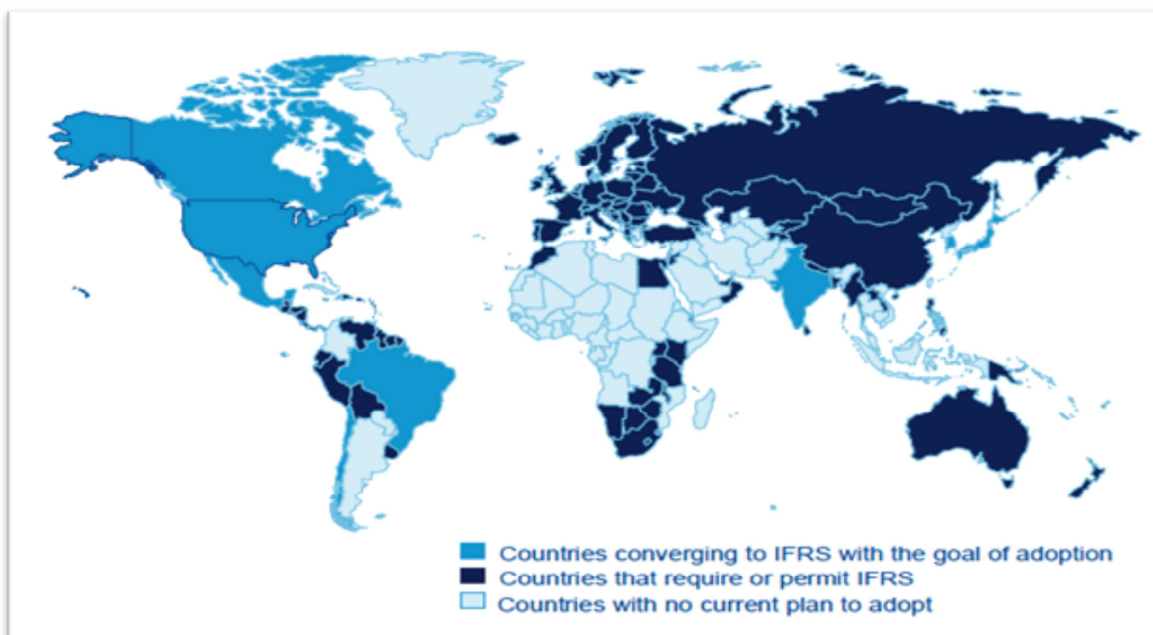 Countries converging to IFRS with the goal of adoption
Countries that require or permit IFRS
Countries with no current plan to adopt